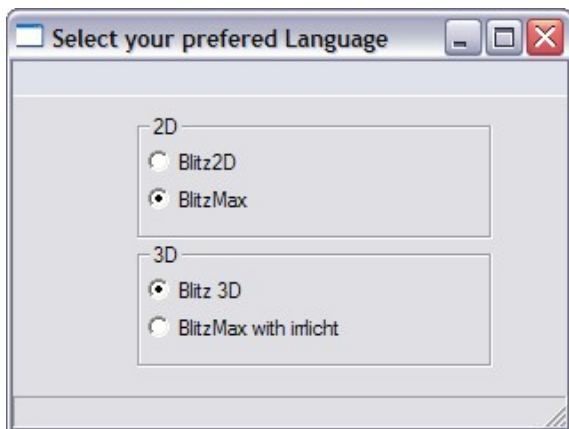 Select your prefered Language
2D
Blitz2D
BlitzMax
3D
Blitz 3D
BlitzMax with irrlicht